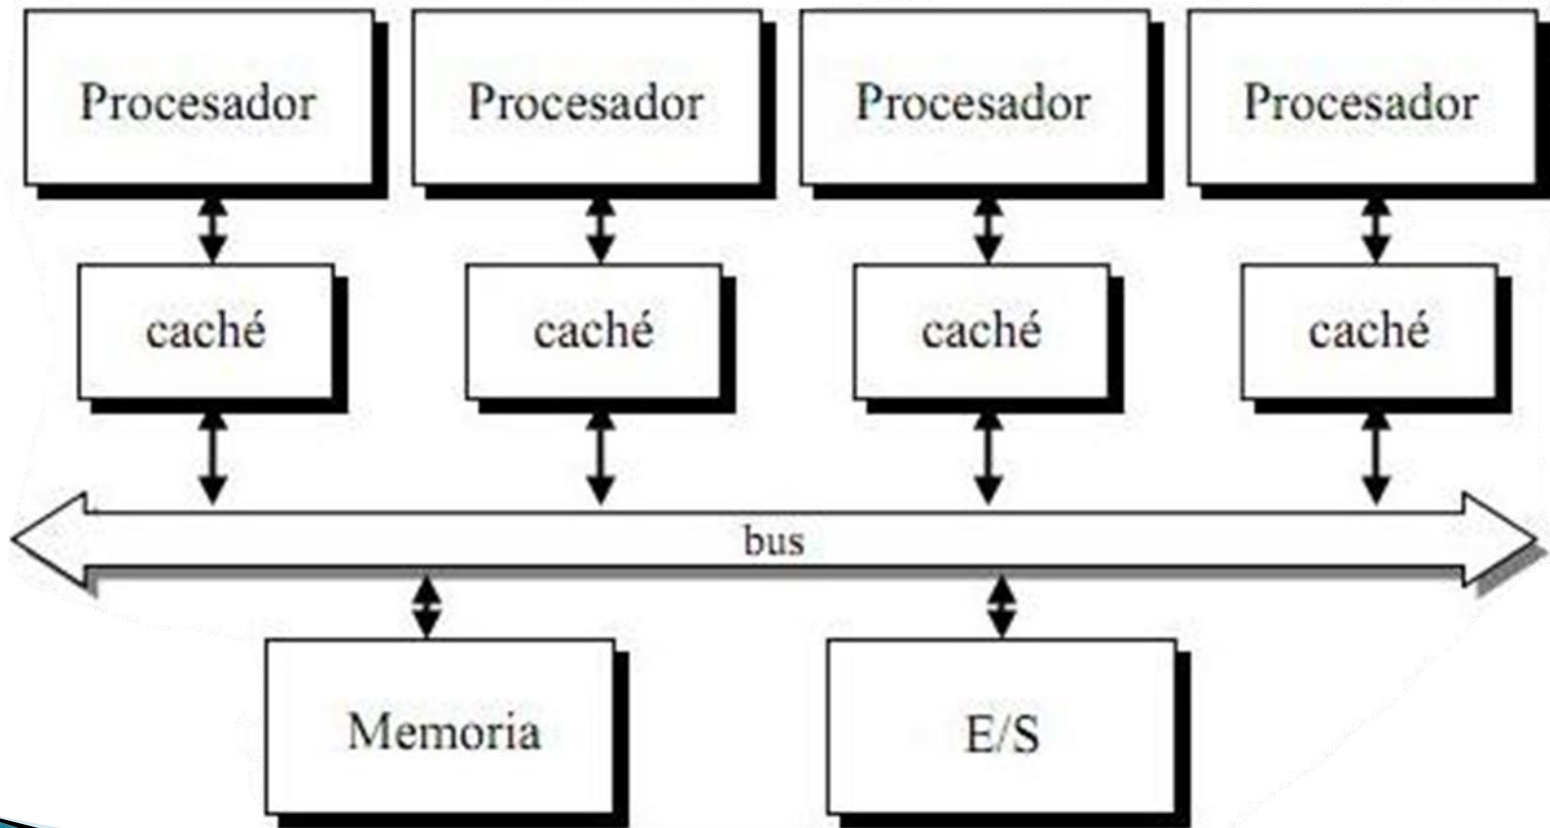 Procesador Procesador Procesador Procesador
caché caché caché caché
bus
Memoria E/S